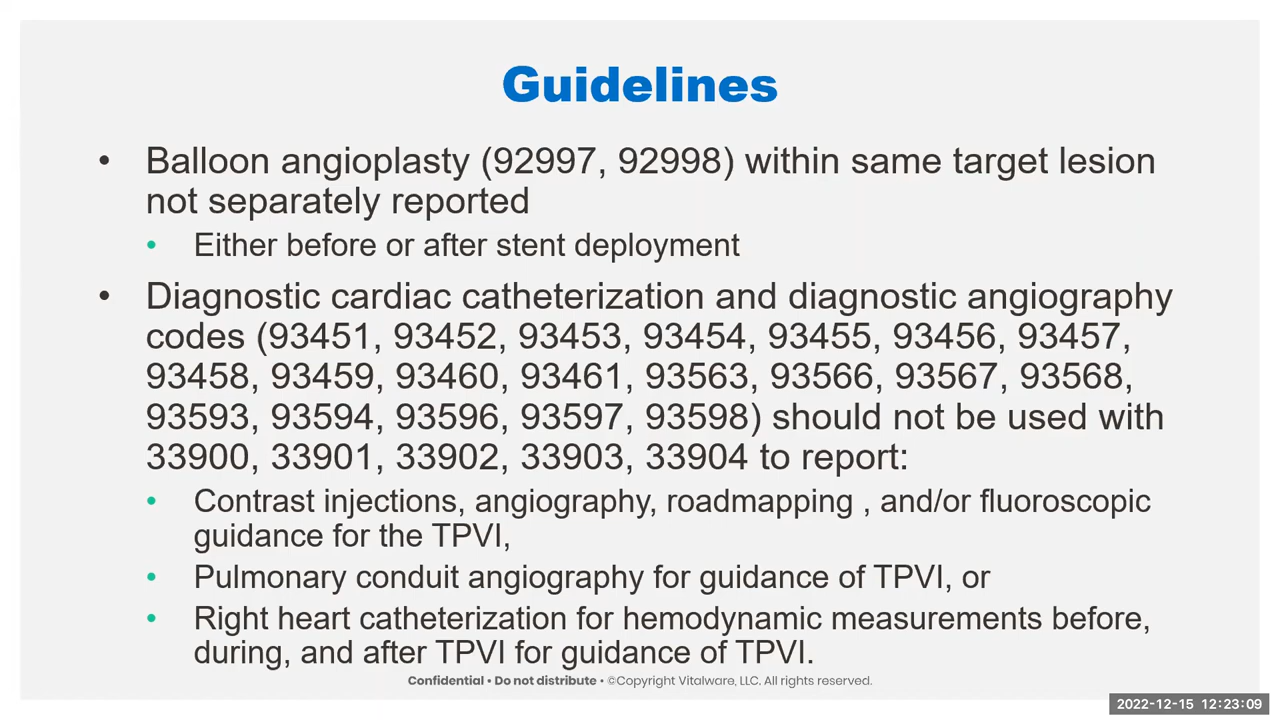 Guidelines
• Balloon angioplasty (92997, 92998) within same target lesion
not separately reported
• Either before or after stent deployment
• Diagnostic cardiac catheterization and diagnostic angiography
codes (93451, 93452, 93453, 93454, 93455, 93456, 93457,
93458, 93459, 93460, 93461, 93563, 93566, 93567, 93568,
93593, 93594, 93596, 93597, 93598) should not be used with
33900, 33901, 33902, 33903, 33904 to report:
• Contrast injections, angiography, roadmapping , and/or fluoroscopic
guidance for the TPVI,
• Pulmonary conduit angiography for guidance of TPVI, or
• Right heart catheterization for hemodynamic measurements before,
during, and after TPVI for guidance of TPVI.
Confidential • Do not distribute • ©Copyright Vitalware, LLC. All rights reserved.
2022-12-15 12:23:09